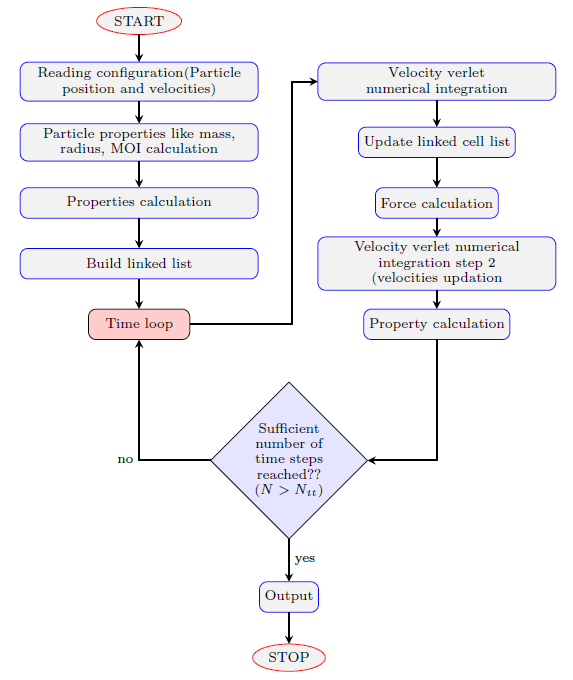 START
Reading configuration(Particle
position and velocities)
Particle properties like mass,
radius, MOI calculation
Properties calculation
Build linked list
Time loop
Velocity verlet
numerical integration
Update linked cell list
Force calculation
Velocity verlet numerical
integration step 2
(velocities updation
Property calculation
Sufficient
number of
time steps
reached??
(N > N_{it})
no
yes
Output
STOP